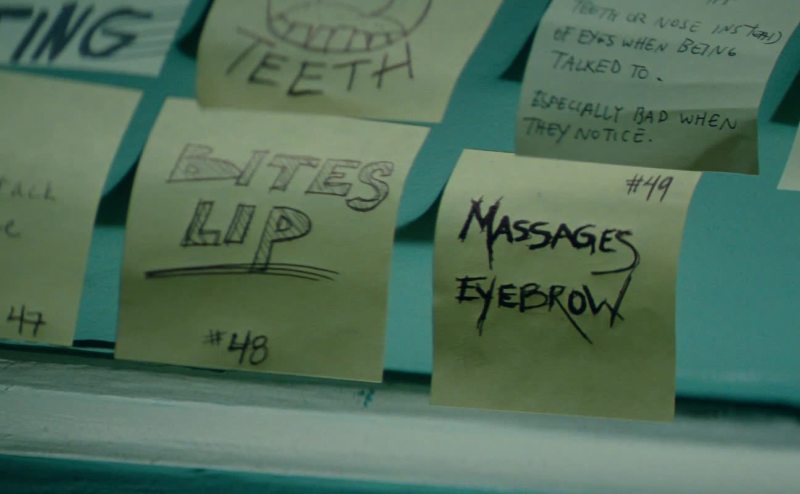 TING
TEETH
TEETH OR NOSE INSTEAD
OF EYES WHEN BEING
TALKED TO.
ESPECIALLY BAD WHEN
THEY NOTICE.
47
BITES
LIP
#48
#49
MASSAGES
EYEBROW